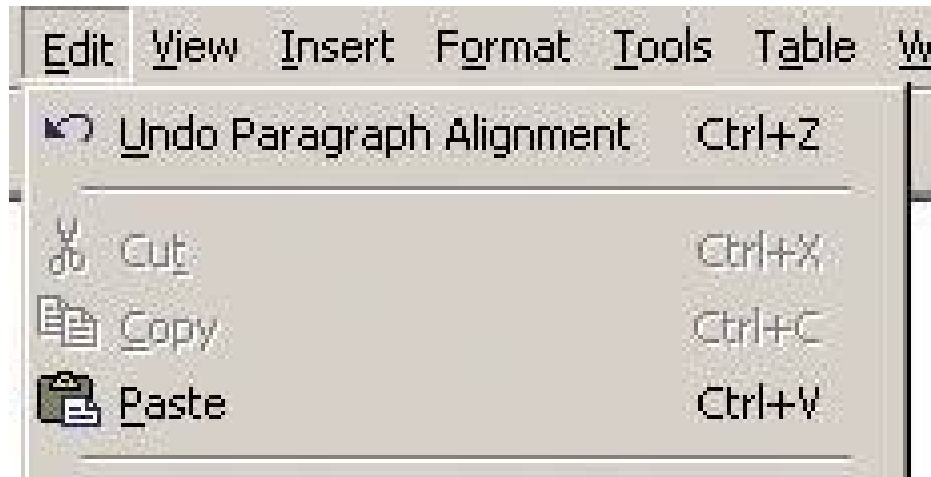 Edit View Insert Format Tools Table
Undo Paragraph Alignment Ctrl+Z
Cut Ctrl+X
Copy Ctrl+C
Paste Ctrl+V